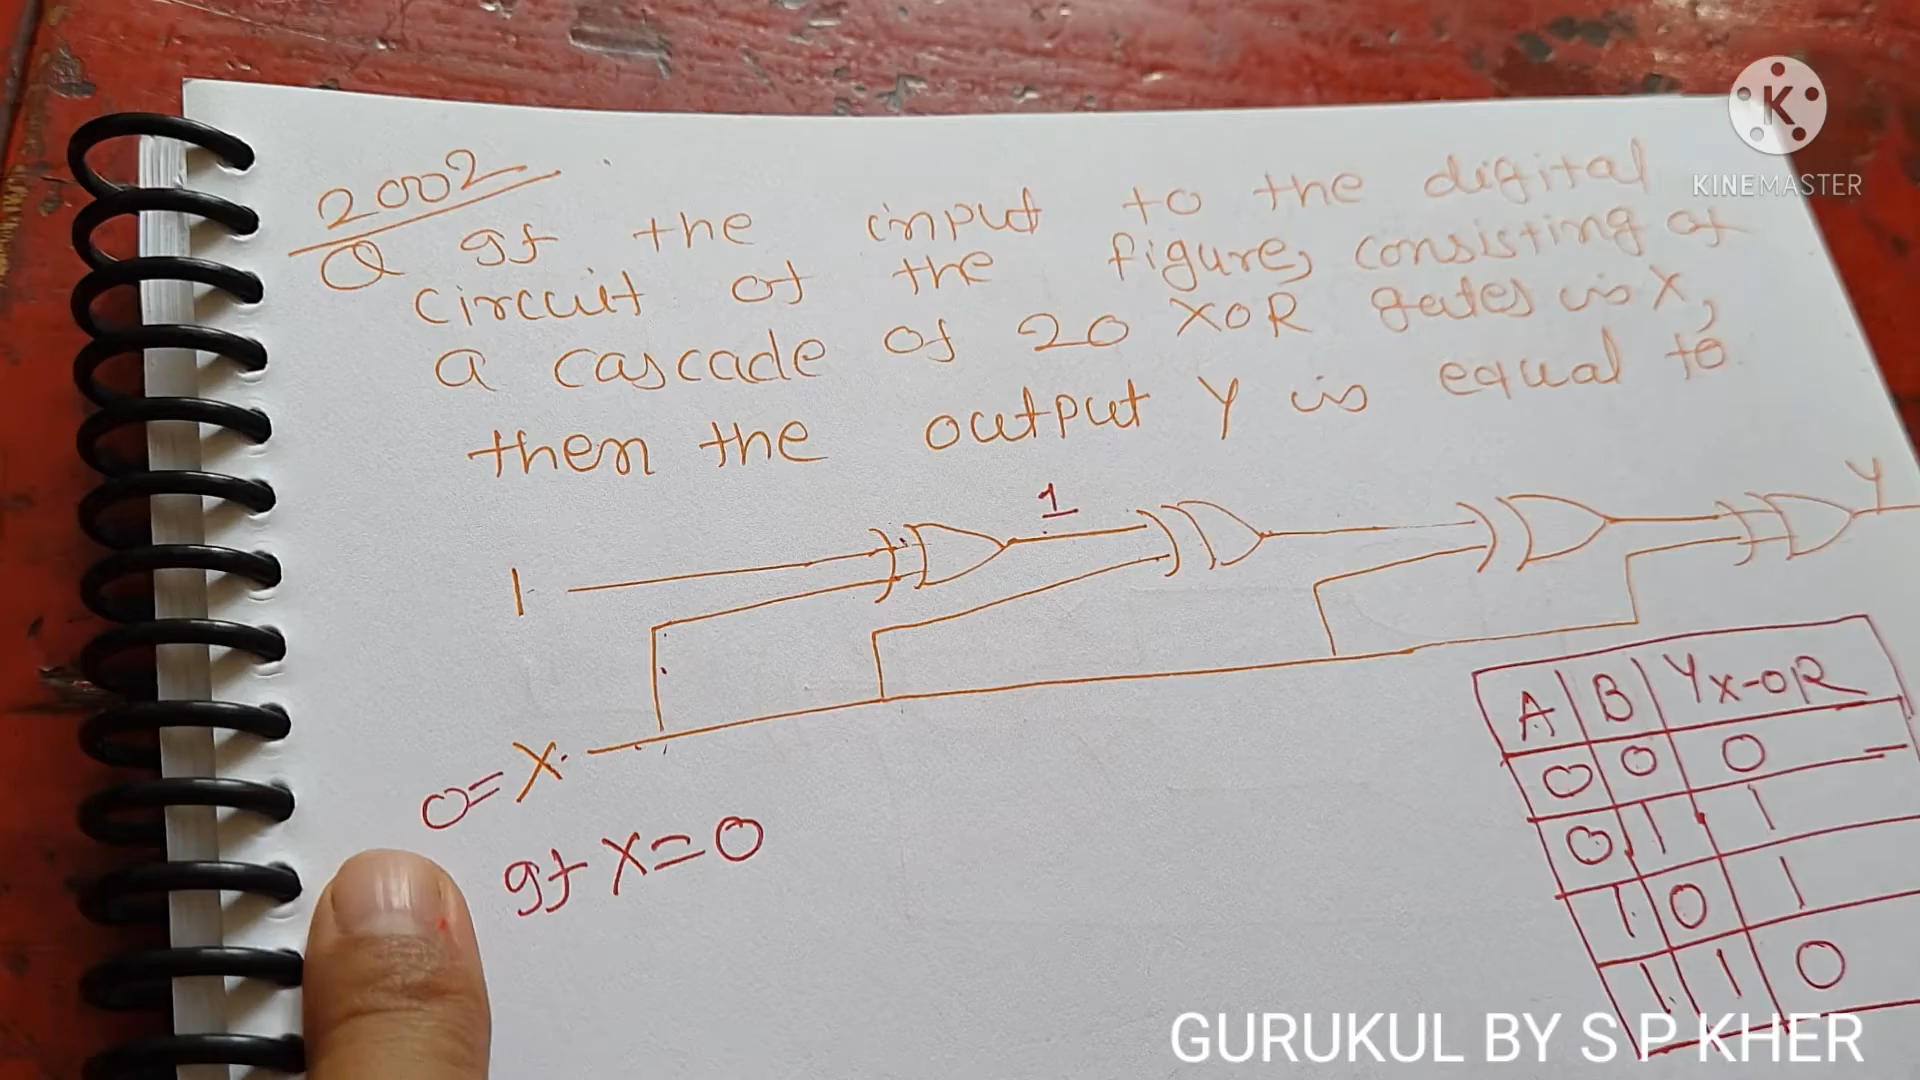 2002
Q If the input to the digital
circuit of the figure, consisting of
a cascade of 20 XOR gates is X,
then the output Y is equal to
1
Y
1
0=X
If X=0
A B Y X-OR
0 0 0
0 1 1
1 0 1
1 1 0
K
KINEMASTER
GURUKUL BY S P KHER